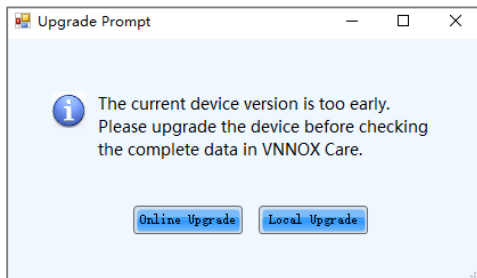 Upgrade Prompt
The current device version is too early.
Please upgrade the device before checking
the complete data in VNNOX Care.
Online Upgrade Local Upgrade